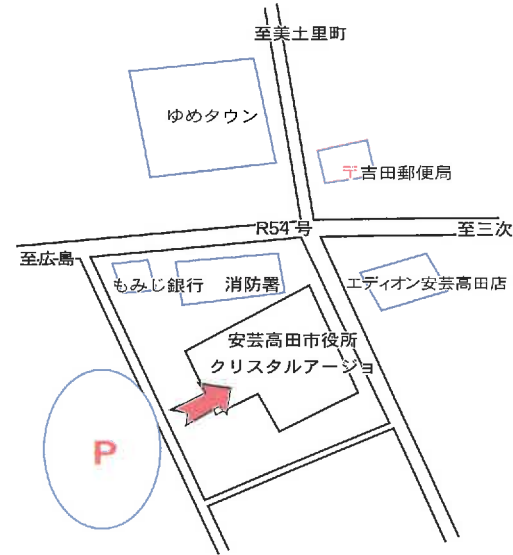 至美土里町
ゆめタウン
〒吉田郵便局
R54号
至三次
至広島
もみじ銀行
消防署
エディオン安芸高田店
安芸高田市役所
クリスタルアージョ
P